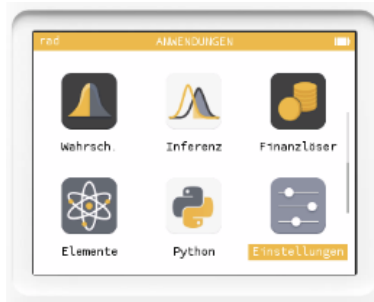 rad ANWENDUNGEN
Wahrsch. Inferenz Finanzlöser
Elemente Python Einstellungen